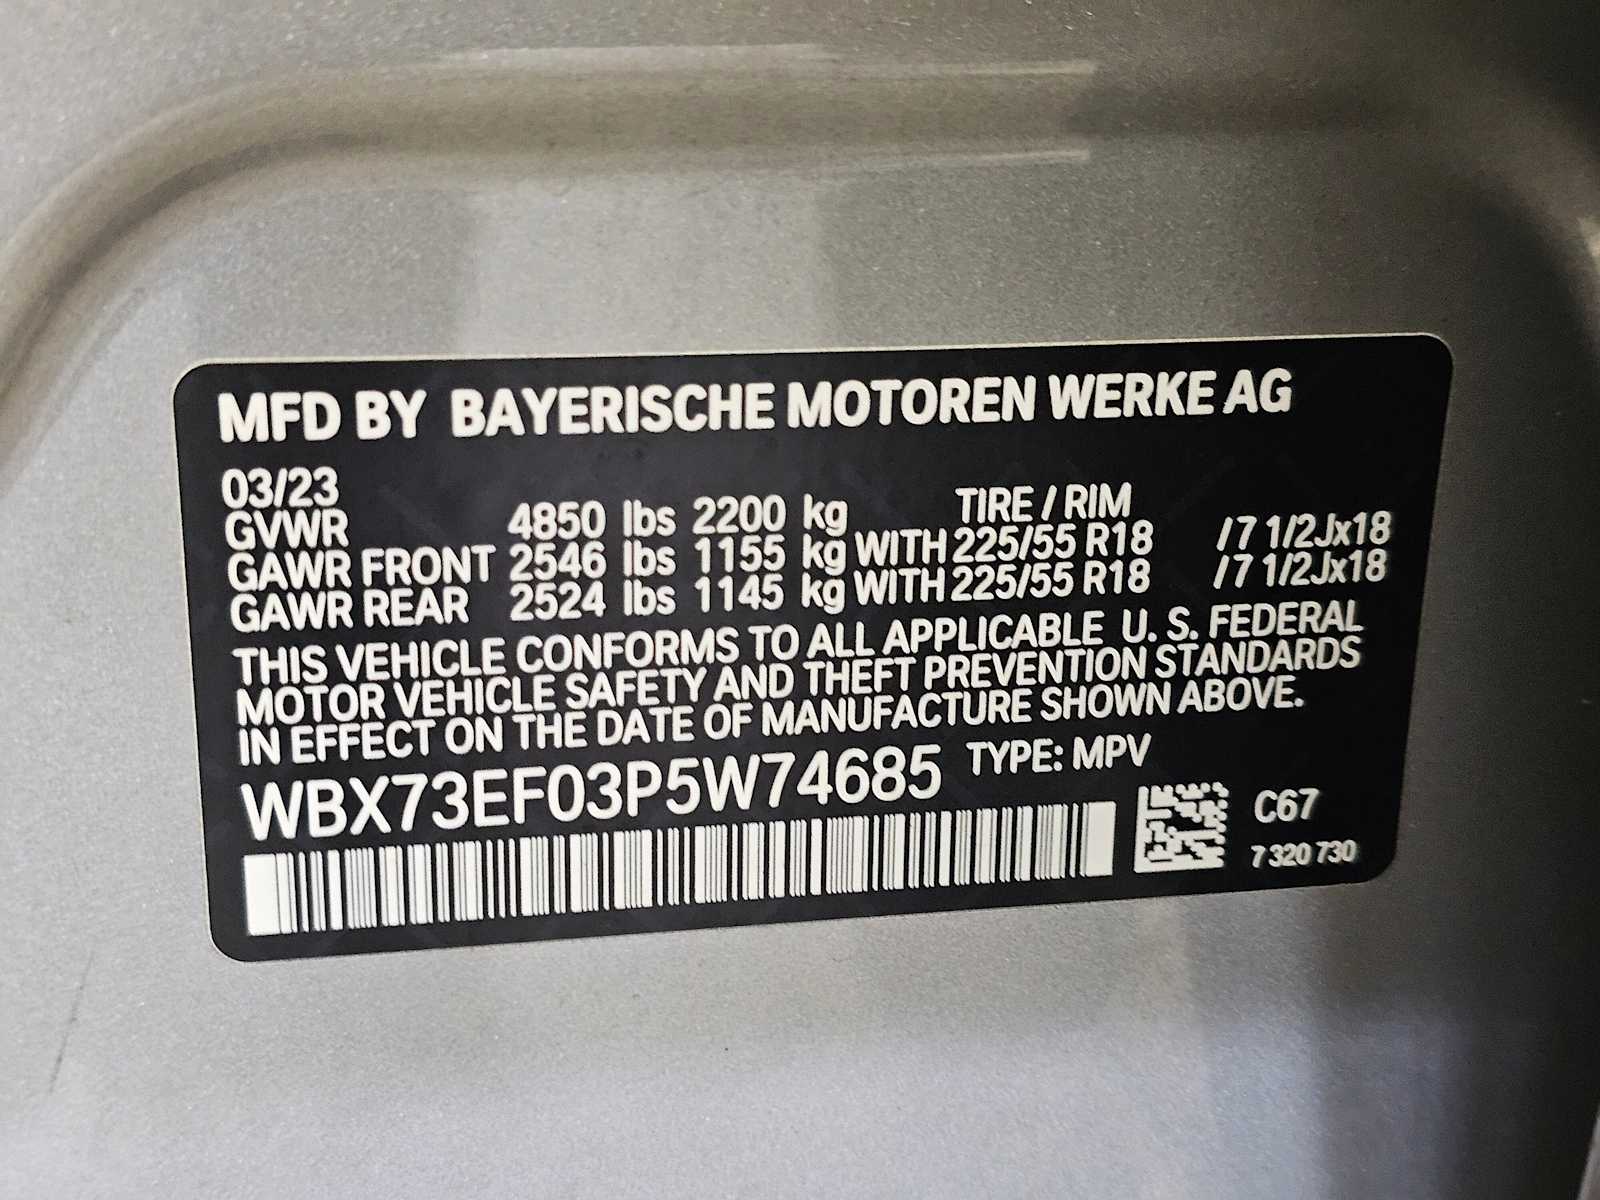 MFD BY BAYERISCHE MOTOREN WERKE AG
03/23
TIRE / RIM
GVWR 4850 lbs 2200 kg
GAWR FRONT 2546 lbs 1155 kg WITH 225/55 R18 /7 1/2Jx18
GAWR REAR 2524 lbs 1145 kg WITH 225/55 R18 /7 1/2Jx18
THIS VEHICLE CONFORMS TO ALL APPLICABLE U. S. FEDERAL
MOTOR VEHICLE SAFETY AND THEFT PREVENTION STANDARDS
IN EFFECT ON THE DATE OF MANUFACTURE SHOWN ABOVE.
WBX73EF03P5W74685 TYPE: MPV
C67
7 320 730